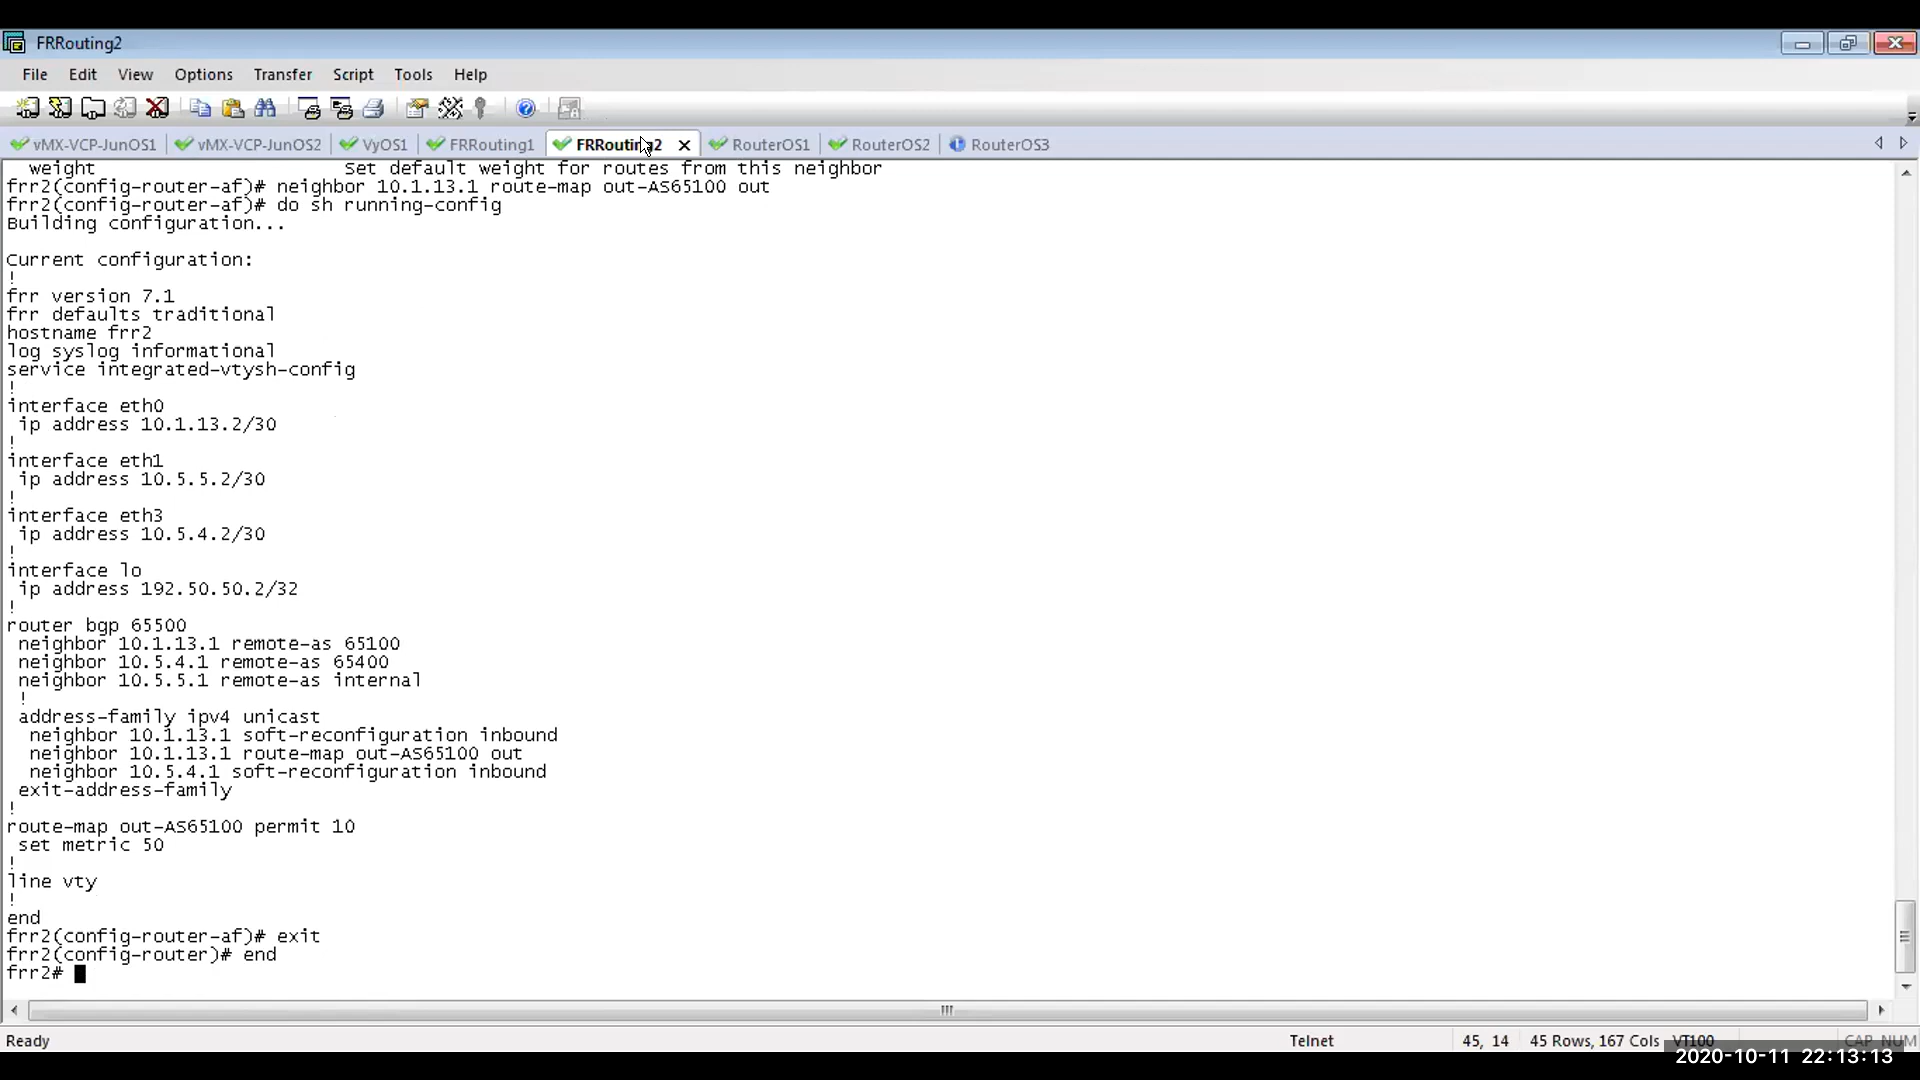 FRRouting2
File Edit View Options Transfer Script Tools Help
vMX-VCP-JunOS1 vMX-VCP-JunOS2 VyOS1 FRRouting1 FRRouting2 RouterOS1 RouterOS2 RouterOS3
weight Set default weight for routes from this neighbor
frr2(config-router-af)# neighbor 10.1.13.1 route-map out-AS65100 out
frr2(config-router-af)# do sh running-config
Building configuration...
Current configuration:
!
frr version 7.1
frr defaults traditional
hostname frr2
log syslog informational
service integrated-vtysh-config
!
interface eth0
ip address 10.1.13.2/30
!
interface eth1
ip address 10.5.5.2/30
!
interface eth3
ip address 10.5.4.2/30
!
interface lo
ip address 192.50.50.2/32
!
router bgp 65500
neighbor 10.1.13.1 remote-as 65100
neighbor 10.5.4.1 remote-as 65400
neighbor 10.5.5.1 remote-as internal
!
address-family ipv4 unicast
neighbor 10.1.13.1 soft-reconfiguration inbound
neighbor 10.1.13.1 route-map out-AS65100 out
neighbor 10.5.4.1 soft-reconfiguration inbound
exit-address-family
!
route-map out-AS65100 permit 10
set metric 50
!
line vty
!
end
frr2(config-router-af)# exit
frr2(config-router)# end
frr2#
Ready Telnet 45, 14 45 Rows, 167 Cols VT100 CAP NUM
2020-10-11 22:13:13